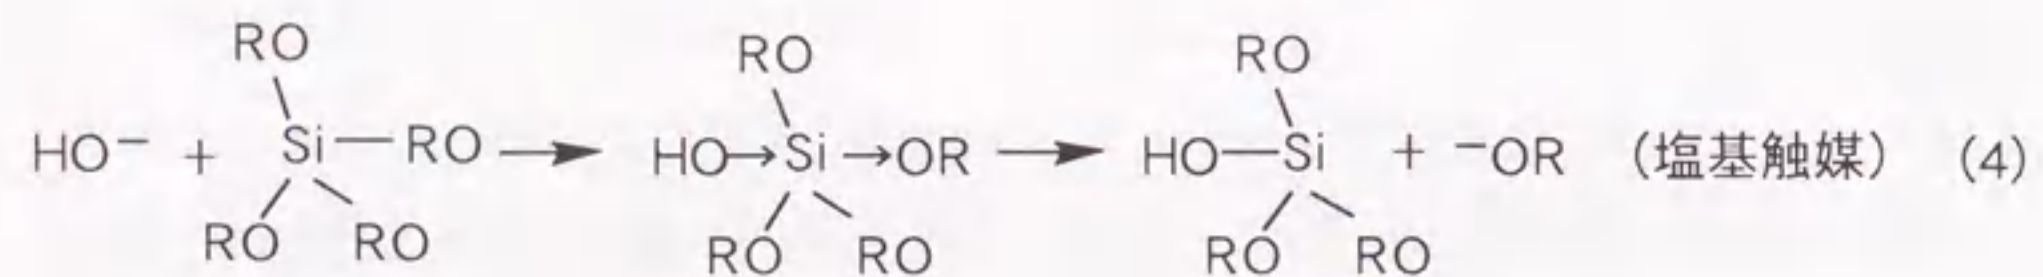 RO RO RO
HO⁻ + Si—RO → HO→Si→OR → HO—Si + ⁻OR (塩基触媒) (4)
RO RO RO RO RO RO